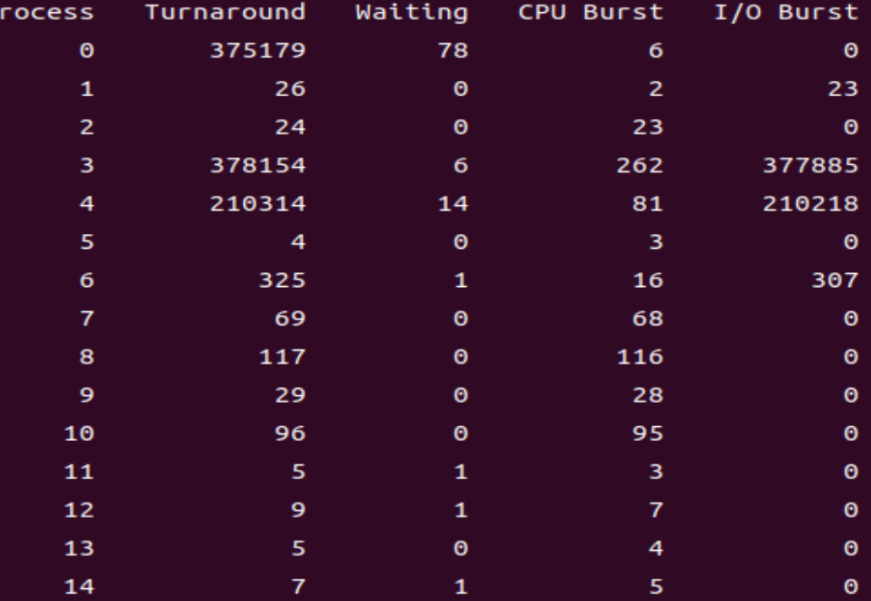 rocess Turnaround Waiting CPU Burst I/O Burst
0 375179 78 6 0
1 26 0 2 23
2 24 0 23 0
3 378154 6 262 377885
4 210314 14 81 210218
5 4 0 3 0
6 325 1 16 307
7 69 0 68 0
8 117 0 116 0
9 29 0 28 0
10 96 0 95 0
11 5 1 3 0
12 9 1 7 0
13 5 0 4 0
14 7 1 5 0